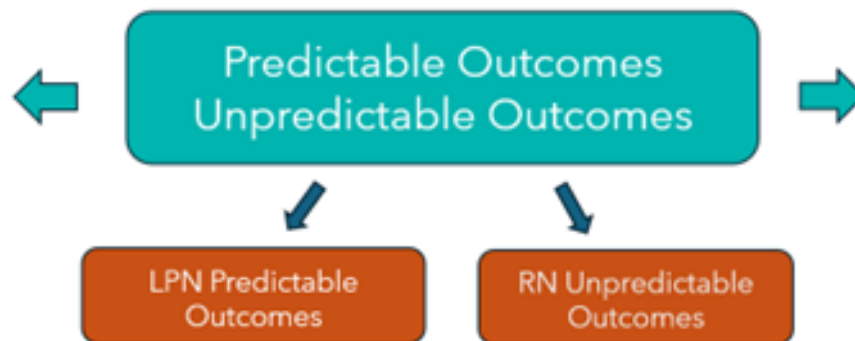 Predictable Outcomes
Unpredictable Outcomes
LPN Predictable
Outcomes
RN Unpredictable
Outcomes